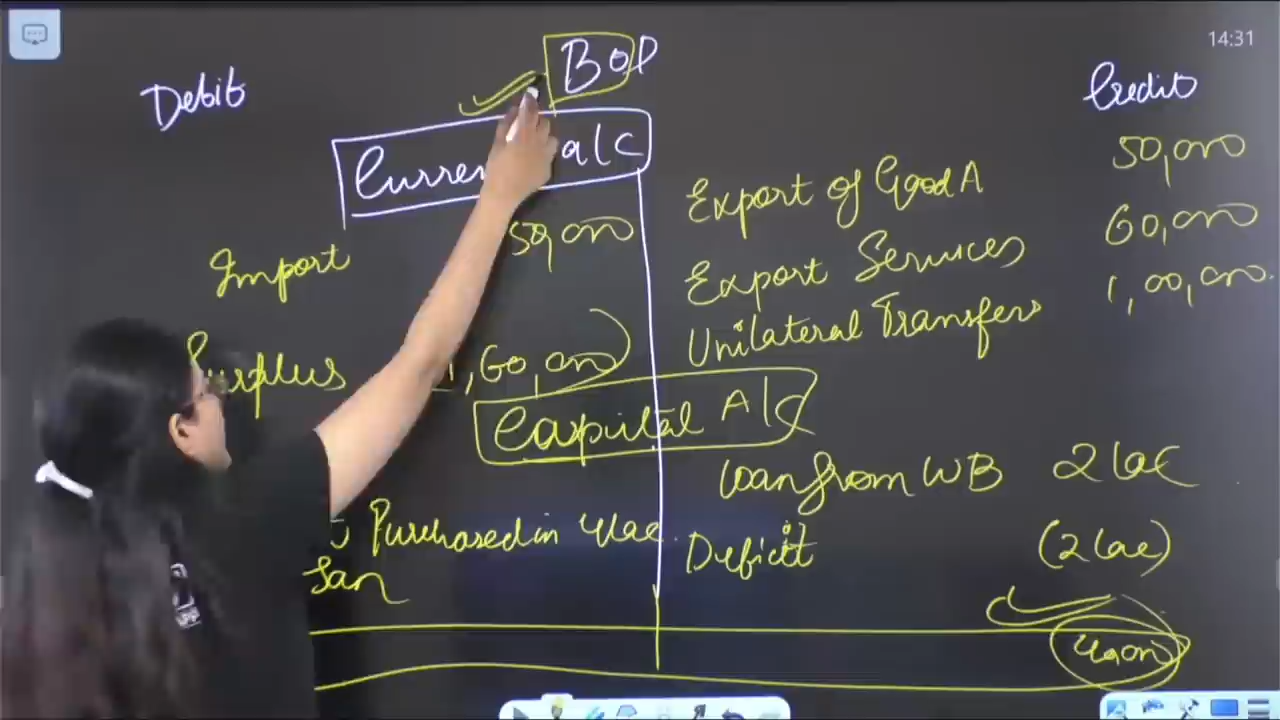 14:31
BOP
Debit
Credit
Current a/c
50,000
Export of Good A
60,000
Import
50,000
Export Services
1,00,000
Unilateral Transfers
Surplus
1,60,000)
Capital A/C
Loan from WB 2 lac
Purchased in 4lac
Deficit (2 lac)